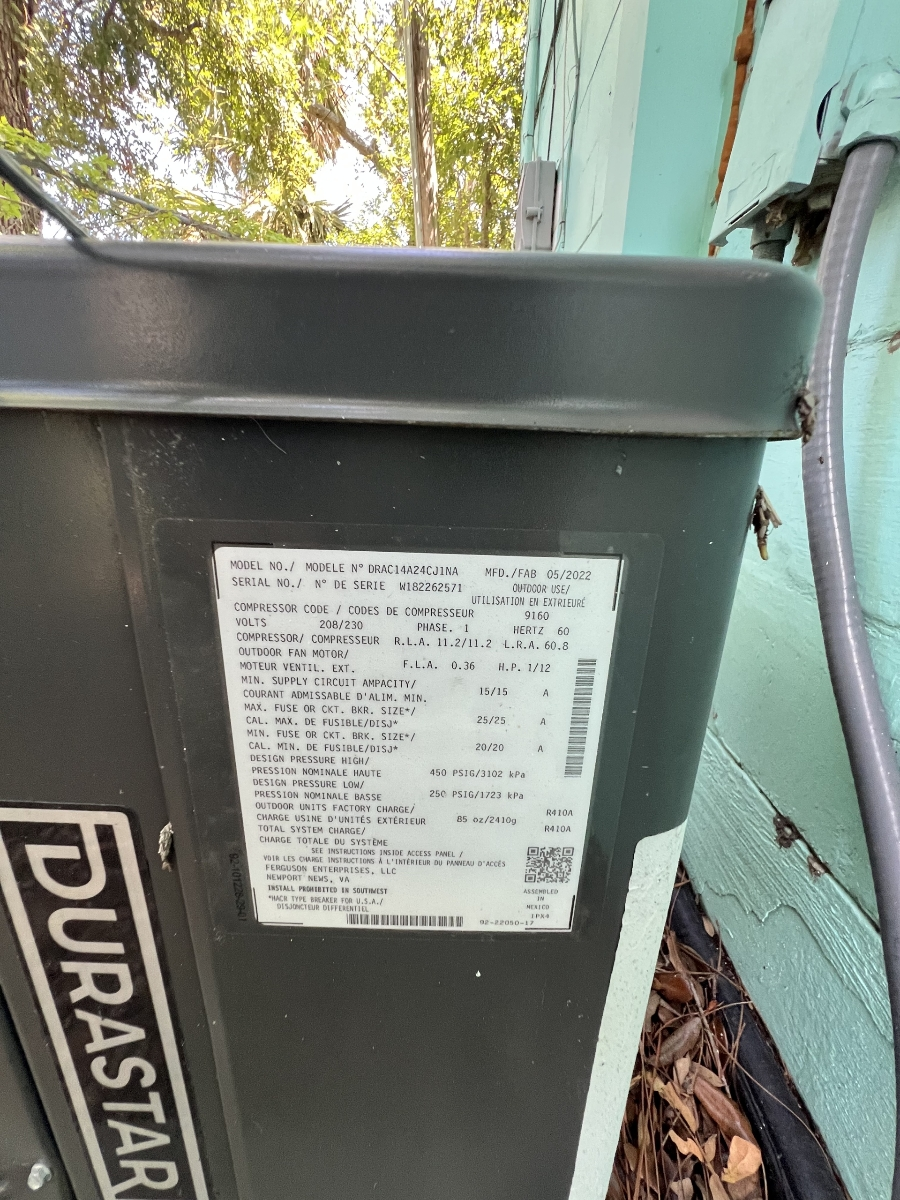 MODEL NO./ MODELE N° DRAC14A24CJ1NA MFD./FAB 05/2022
SERIAL NO./ N° DE SERIE W182262571 OUTDOOR USE/
UTILISATION EN EXTRIEURÉ
COMPRESSOR CODE / CODES DE COMPRESSEUR 9160
VOLTS 208/230 PHASE. 1 HERTZ 60
COMPRESSOR/ COMPRESSEUR R.L.A. 11.2/11.2 L.R.A. 60.8
OUTDOOR FAN MOTOR/
MOTEUR VENTIL. EXT. F.L.A. 0.36 H.P. 1/12
MIN. SUPPLY CIRCUIT AMPACITY/
COURANT ADMISSABLE D'ALIM. MIN. 15/15 A
MAX. FUSE OR CKT. BKR. SIZE*/
CAL. MAX. DE FUSIBLE/DISJ* 25/25 A
MIN. FUSE OR CKT. BRK. SIZE*/
CAL. MIN. DE FUSIBLE/DISJ* 20/20 A
DESIGN PRESSURE HIGH/
PRESSION NOMINALE HAUTE 450 PSIG/3102 kPa
DESIGN PRESSURE LOW/
PRESSION NOMINALE BASSE 250 PSIG/1723 kPa
OUTDOOR UNITS FACTORY CHARGE/ R410A
CHARGE USINE D'UNITÉS EXTÉRIEUR 85 oz/2410g
TOTAL SYSTEM CHARGE/ R410A
CHARGE TOTALE DU SYSTÈME
SEE INSTRUCTIONS INSIDE ACCESS PANEL /
VOIR LES CHARGE INSTRUCTIONS À L'INTÉRIEUR DU PANNEAU D'ACCÈS
FERGUSON ENTERPRISES, LLC
NEWPORT NEWS, VA
INSTALL PROHIBITED IN SOUTHWEST
*HACR TYPE BREAKER FOR U.S.A./
DISJONCTEUR DIFFERENTIEL
ASSEMBLED
IN
MEXICO
1PX4
92-22050-17
DURASTAR